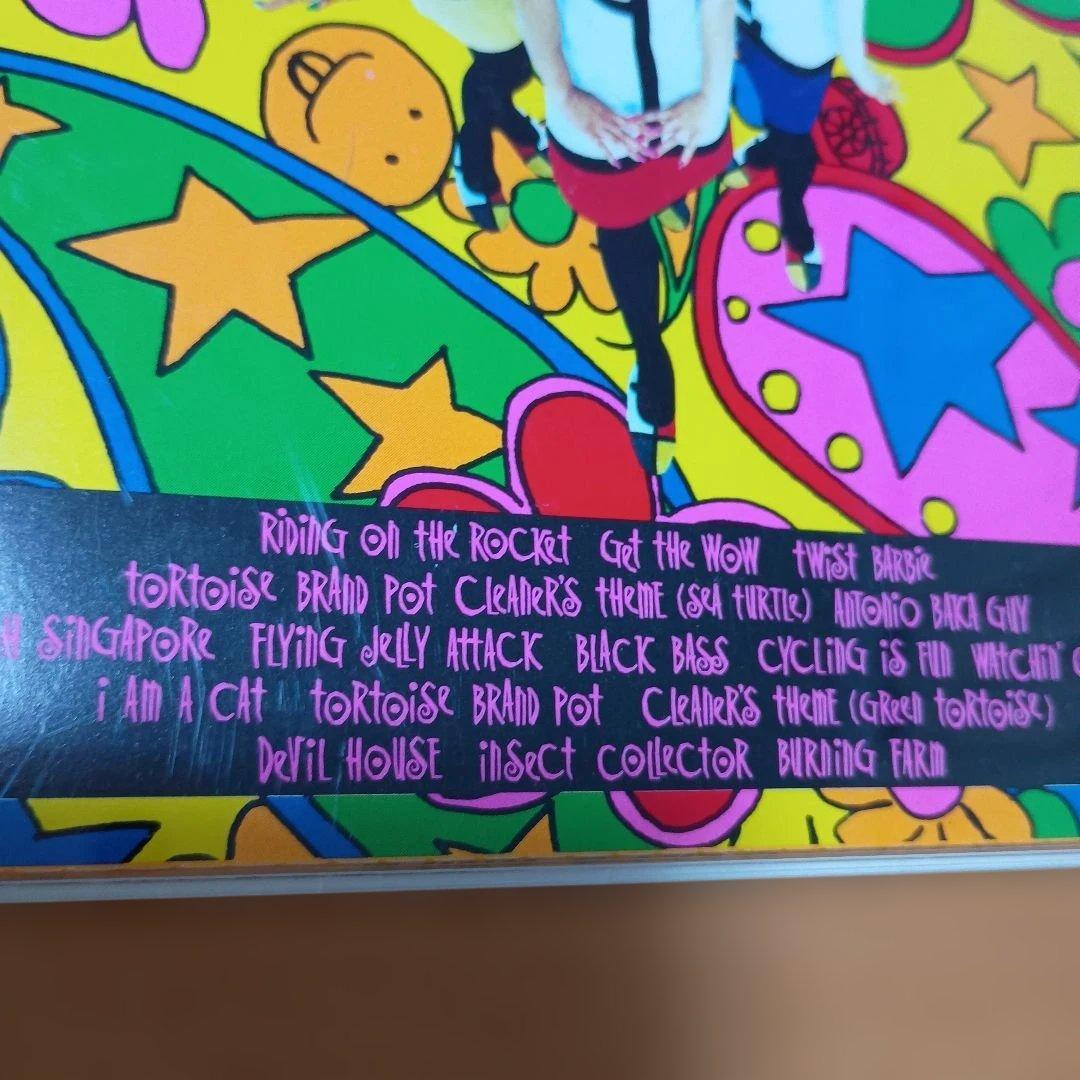 RIDING ON THE ROCKET GET THE WOW TWIST BARBIE
TORTOISE BRAND POT CLEANER'S THEME (SEA TURTLE) ANTONIO BAKA GUY
SINGAPORE FLYING JELLY ATTACK BLACK BASS CYCLING IS FUN WATCHIN'
I AM A CAT TORTOISE BRAND POT CLEANER'S THEME (GREEN TORTOISE)
DEVIL HOUSE INSECT COLLECTOR BURNING FARM